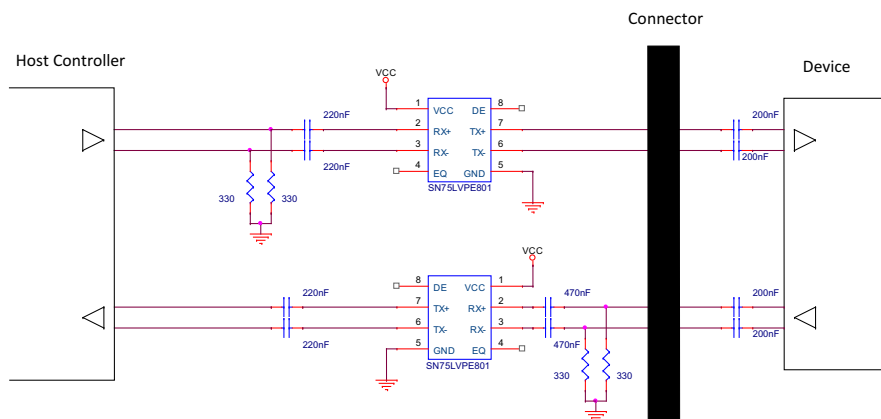 Connector
Host Controller
Device
VCC
220nF
1 VCC DE 8
2 RX+ TX+ 7
3 RX- TX- 6
4 EQ GND 5
SN75LVPE801
220nF
200nF
200nF
330 330
VCC
8 DE VCC 1
7 TX+ RX+ 2
6 TX- RX- 3
5 GND EQ 4
SN75LVPE801
220nF
220nF
470nF
470nF
200nF
200nF
330 330